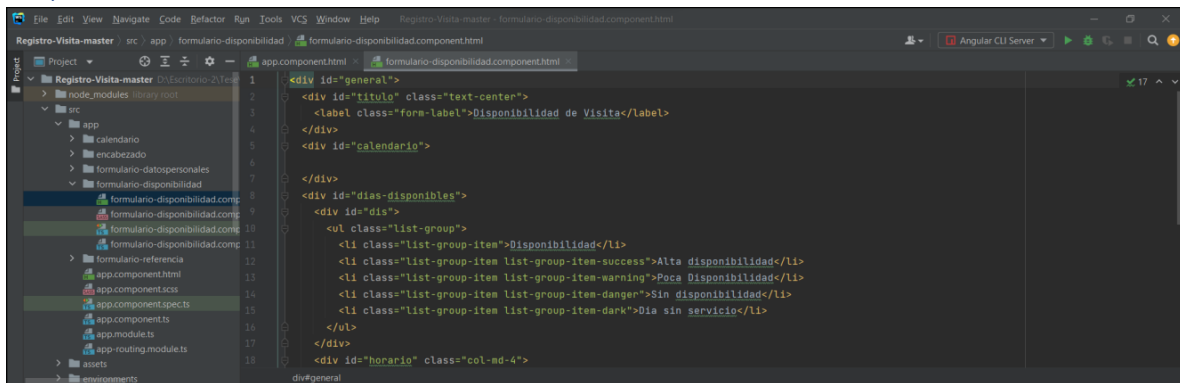 File Edit View Navigate Code Refactor Run Tools VCS Window Help Registro-Visita-master - formulario-disponibilidad.component.html
Registro-Visita-master src app formulario-disponibilidad formulario-disponibilidad.component.html Angular CLI Server
Project Project app.component.html formulario-disponibilidad.component.html
Registro-Visita-master D:\Escritorio-2\Tese
node_modules library root
src
app
calendario
encabezado
formulario-datospersonales
formulario-disponibilidad
formulario-disponibilidad.comp
formulario-disponibilidad.comp
formulario-disponibilidad.comp
formulario-disponibilidad.comp
formulario-referencia
app.component.html
app.component.scss
app.component.spec.ts
app.component.ts
app.module.ts
app-routing.module.ts
assets
environments
17
1 <div id="general">
2 <div id="titulo" class="text-center">
3 <label class="form-label">Disponibilidad de Visita</label>
4 </div>
5 <div id="calendario">
6
7 </div>
8 <div id="dias-disponibles">
9 <div id="dis">
10 <ul class="list-group">
11 <li class="list-group-item">Disponibilidad</li>
12 <li class="list-group-item list-group-item-success">Alta disponibilidad</li>
13 <li class="list-group-item list-group-item-warning">Poca Disponibilidad</li>
14 <li class="list-group-item list-group-item-danger">Sin disponibilidad</li>
15 <li class="list-group-item list-group-item-dark">Dia sin servicio</li>
16 </ul>
17 </div>
18 <div id="horario" class="col-md-4">
div#general